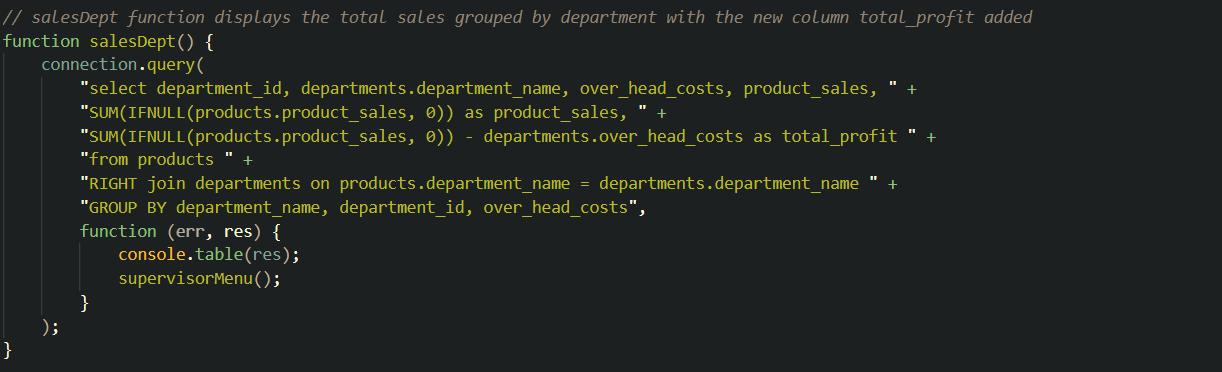 // salesDept function displays the total sales grouped by department with the new column total_profit added
function salesDept() {
    connection.query(
        "select department_id, departments.department_name, over_head_costs, product_sales, " +
        "SUM(IFNULL(products.product_sales, 0)) as product_sales, " +
        "SUM(IFNULL(products.product_sales, 0)) - departments.over_head_costs as total_profit " +
        "from products " +
        "RIGHT join departments on products.department_name = departments.department_name " +
        "GROUP BY department_name, department_id, over_head_costs",
        function (err, res) {
            console.table(res);
            supervisorMenu();
        }
    );
}